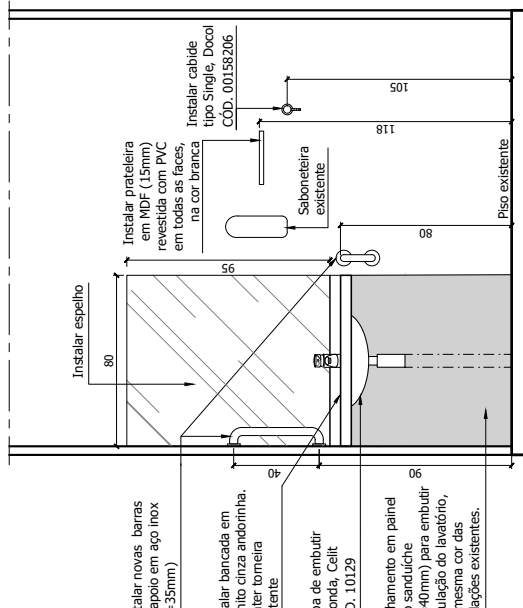 Instalar espelho
80
95
Instalar prateleira
em MDF (15mm)
revestida com PVC
em todas as faces,
na cor branca
Instalar cabide
tipo Single, Docol
CÓD. 00158206
Saboneteira
existente
105
118
80
Piso existente
40
90
talar novas barras
apoio em aço inox
=35mm)
alar bancada em
nito cinza andorinha.
nter torneira
tente
ba de embutir
onda, Celit
D. 10129
hamento em painel
o sanduíche
40mm) para embutir
ulação do lavatório,
mesma cor das
alações existentes.